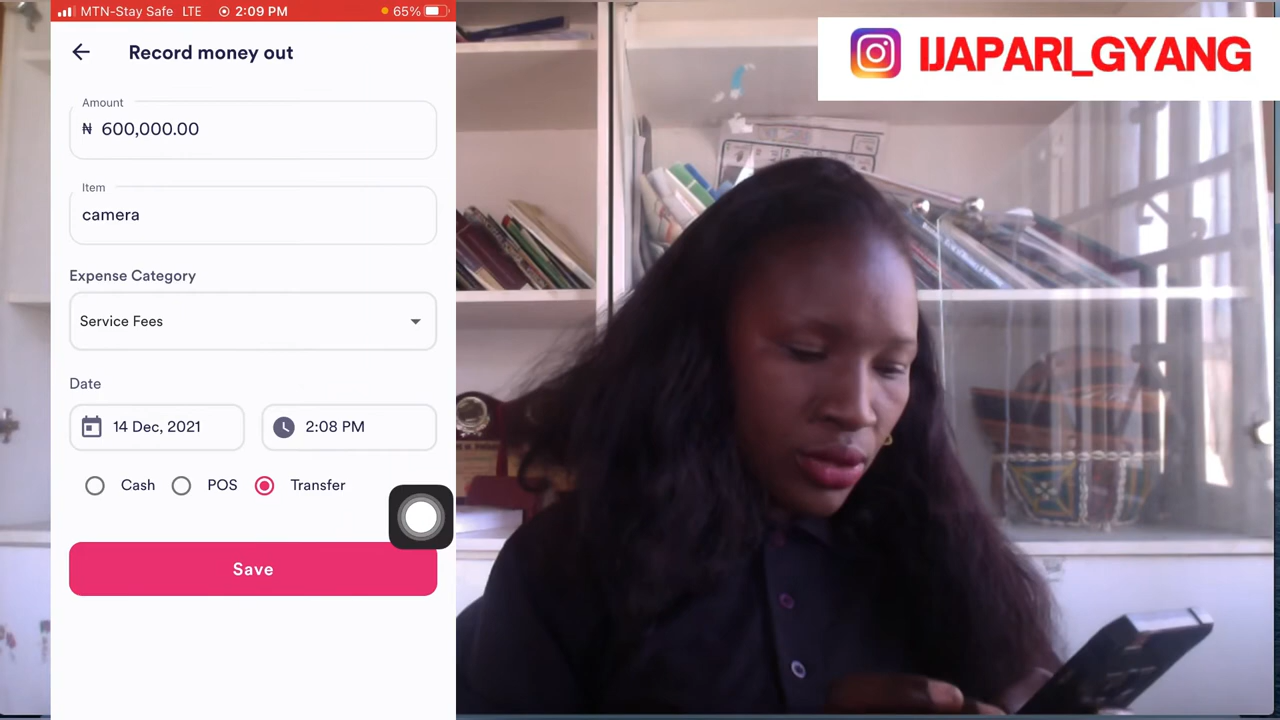 MTN-Stay Safe LTE 2:09 PM 65%
Record money out
Amount
₦ 600,000.00
Item
camera
Expense Category
Service Fees
Date
14 Dec, 2021 2:08 PM
Cash POS Transfer
Save
IJAPARI_GYANG